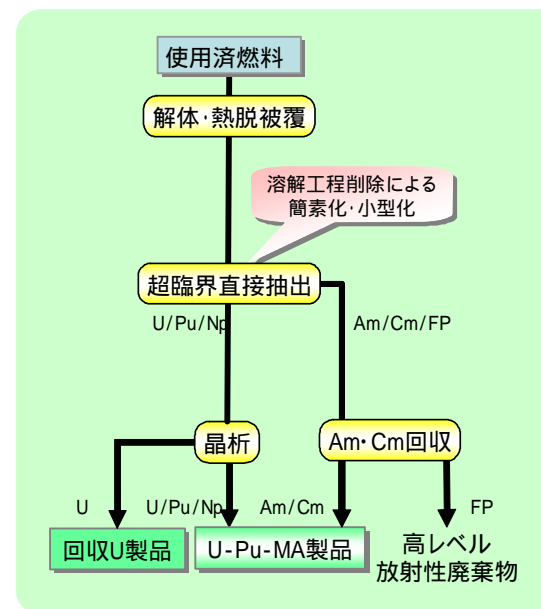 使用済燃料
解体・熱脱被覆
溶解工程削除による
簡素化・小型化
超臨界直接抽出
U/Pu/Np
Am/Cm/FP
晶析
Am・Cm回収
U
U/Pu/Np
Am/Cm
FP
回収U製品
U-Pu-MA製品
高レベル
放射性廃棄物